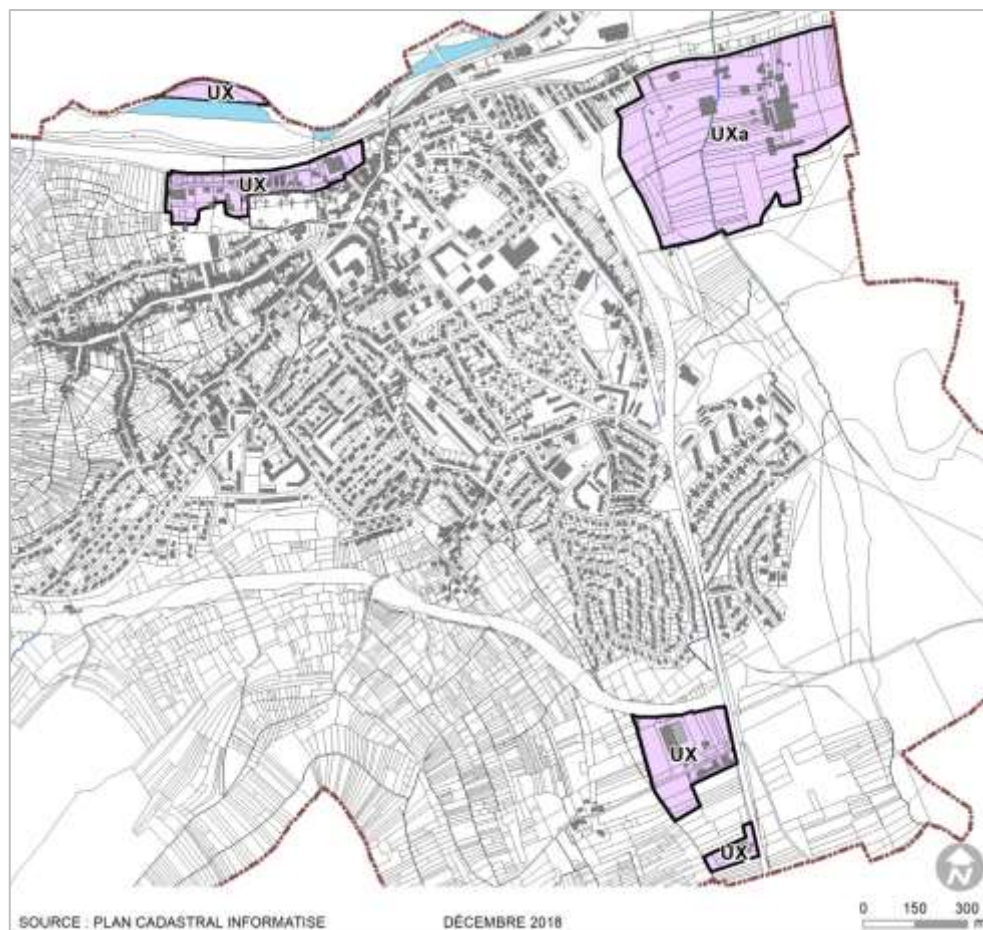 UX
UXa
UX
UX
UX
N
SOURCE : PLAN CADASTRAL INFORMATISE DÉCEMBRE 2018
0 150 300
m